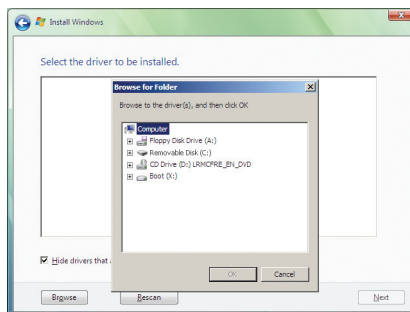 Install Windows
Select the driver to be installed.
Browse for Folder
Browse to the driver(s), and then click OK
Computer
Floppy Disk Drive (A:)
Removable Disk (C:)
CD Drive (D:) LRMCFRE_EN_DVD
Boot (X:)
Hide drivers that
OK
Cancel
Browse
Rescan
Next